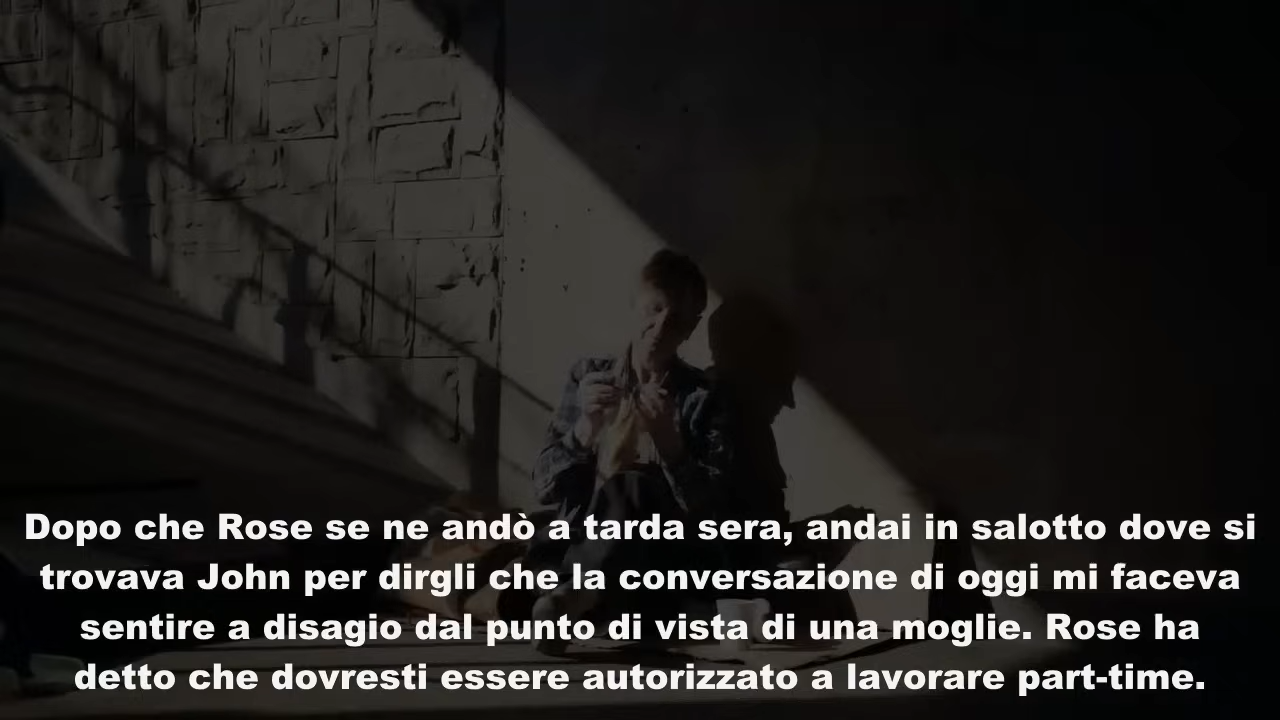 Dopo che Rose se ne andò a tarda sera, andai in salotto dove si
trovava John per dirgli che la conversazione di oggi mi faceva
sentire a disagio dal punto di vista di una moglie. Rose ha
detto che dovresti essere autorizzato a lavorare part-time.